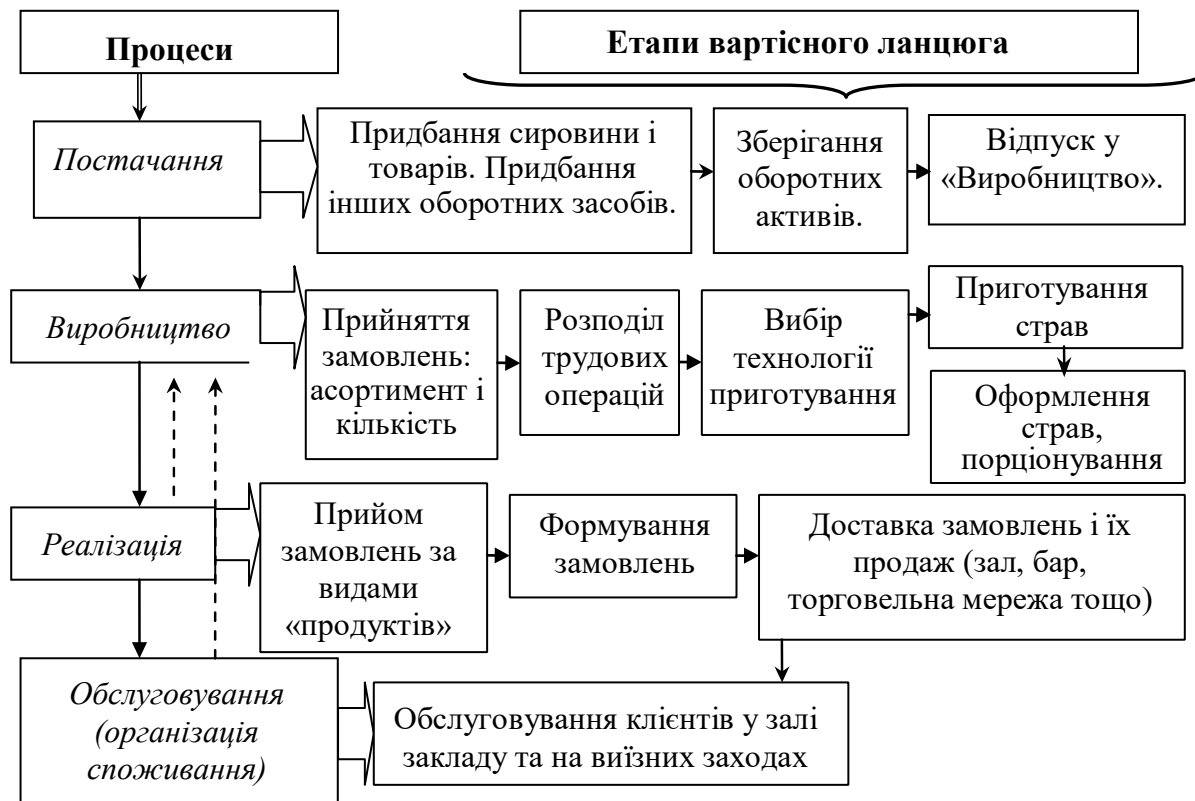 Процеси
Етапи вартісного ланцюга
Постачання
Придбання сировини і
товарів. Придбання
інших оборотних засобів.
Зберігання
оборотних
активів.
Відпуск у
«Виробництво».
Виробництво
Прийняття
замовлень:
асортимент і
кількість
Розподіл
трудових
операцій
Вибір
технології
приготування
Приготування
страв
Оформлення
страв,
порціонування
Реалізація
Прийом
замовлень за
видами
«продуктів»
Формування
замовлень
Доставка замовлень і їх
продаж (зал, бар,
торговельна мережа тощо)
Обслуговування
(організація
споживання)
Обслуговування клієнтів у залі
закладу та на виїзних заходах